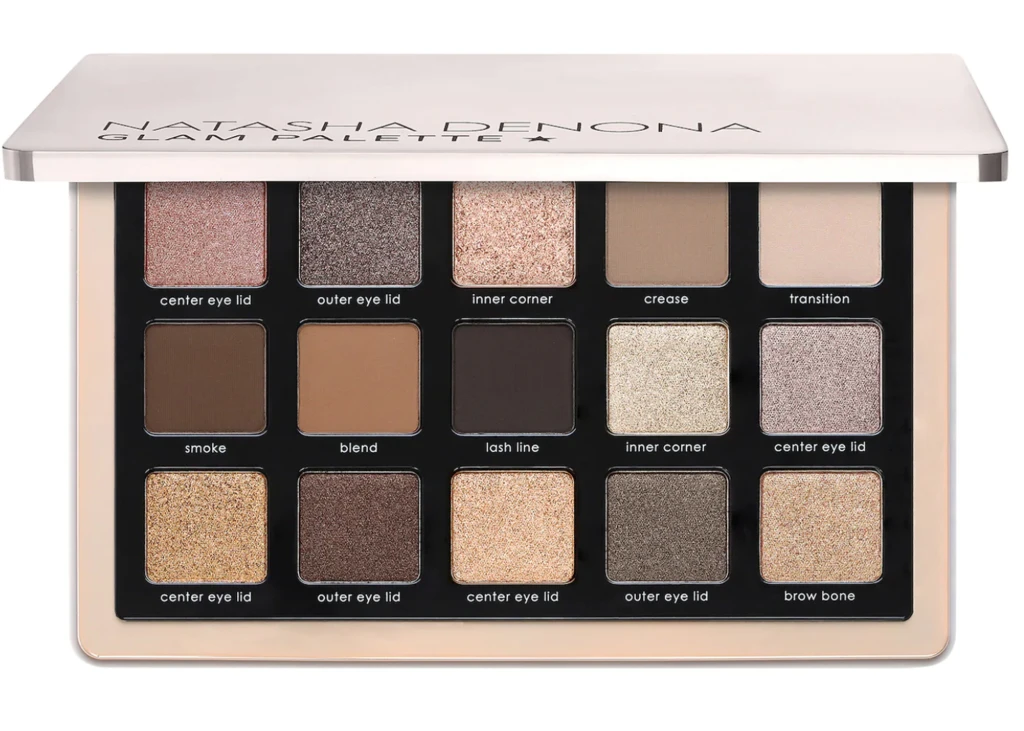 NATASHA DENONA
GLAM PALETTE ★
center eye lid outer eye lid inner corner crease transition
smoke blend lash line inner corner center eye lid
center eye lid outer eye lid center eye lid outer eye lid brow bone